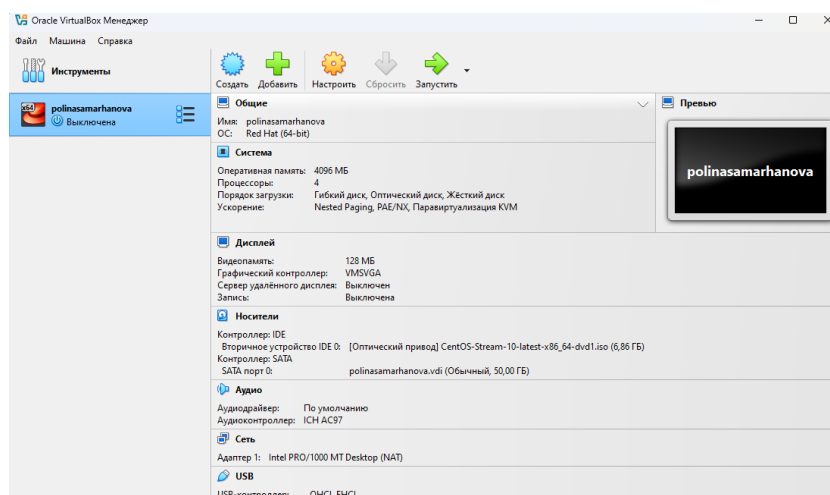 Oracle VirtualBox Менеджер
Файл Машина Справка
Инструменты
Создать Добавить Настроить Сбросить Запустить
x64 polinasamarhanova
Выключена
Общие
Имя: polinasamarhanova
ОС: Red Hat (64-bit)
Превью
polinasamarhanova
Система
Оперативная память: 4096 МБ
Процессоры: 4
Порядок загрузки: Гибкий диск, Оптический диск, Жёсткий диск
Ускорение: Nested Paging, PAE/NX, Паравиртуализация KVM
Дисплей
Видеопамять: 128 МБ
Графический контроллер: VMSVGA
Сервер удалённого дисплея: Выключен
Запись: Выключена
Носители
Контроллер: IDE
Вторичное устройство IDE 0: [Оптический привод] CentOS-Stream-10-latest-x86_64-dvd1.iso (6,86 ГБ)
Контроллер: SATA
SATA порт 0: polinasamarhanova.vdi (Обычный, 50,00 ГБ)
Аудио
Аудиодрайвер: По умолчанию
Аудиоконтроллер: ICH AC97
Сеть
Адаптер 1: Intel PRO/1000 MT Desktop (NAT)
USB
USB-контроллер: OHCI, EHCI